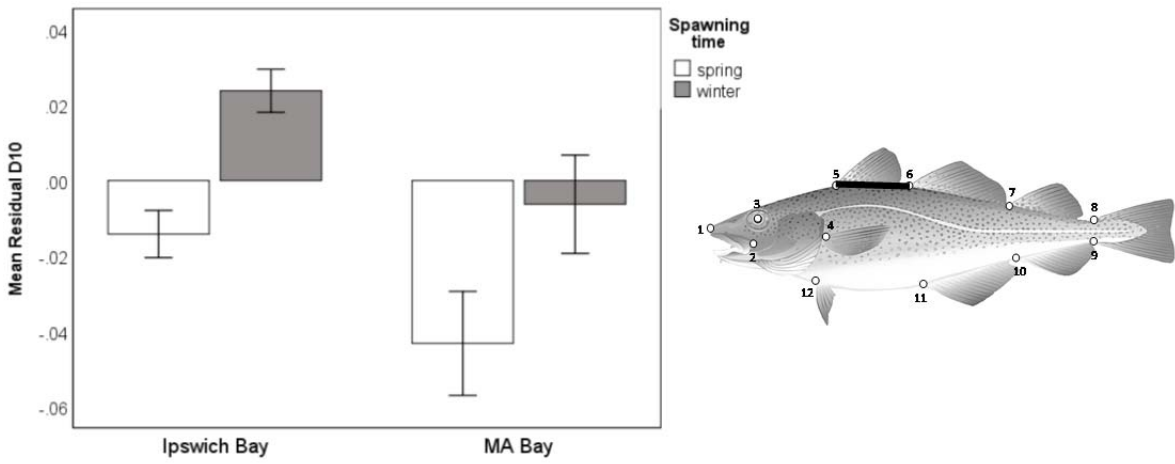 .04
.02
.00
-.02
-.04
-.06
Mean Residual D10
Ipswich Bay
MA Bay
Spawning
time
spring
winter
1
2
3
4
5
6
7
8
9
10
11
12